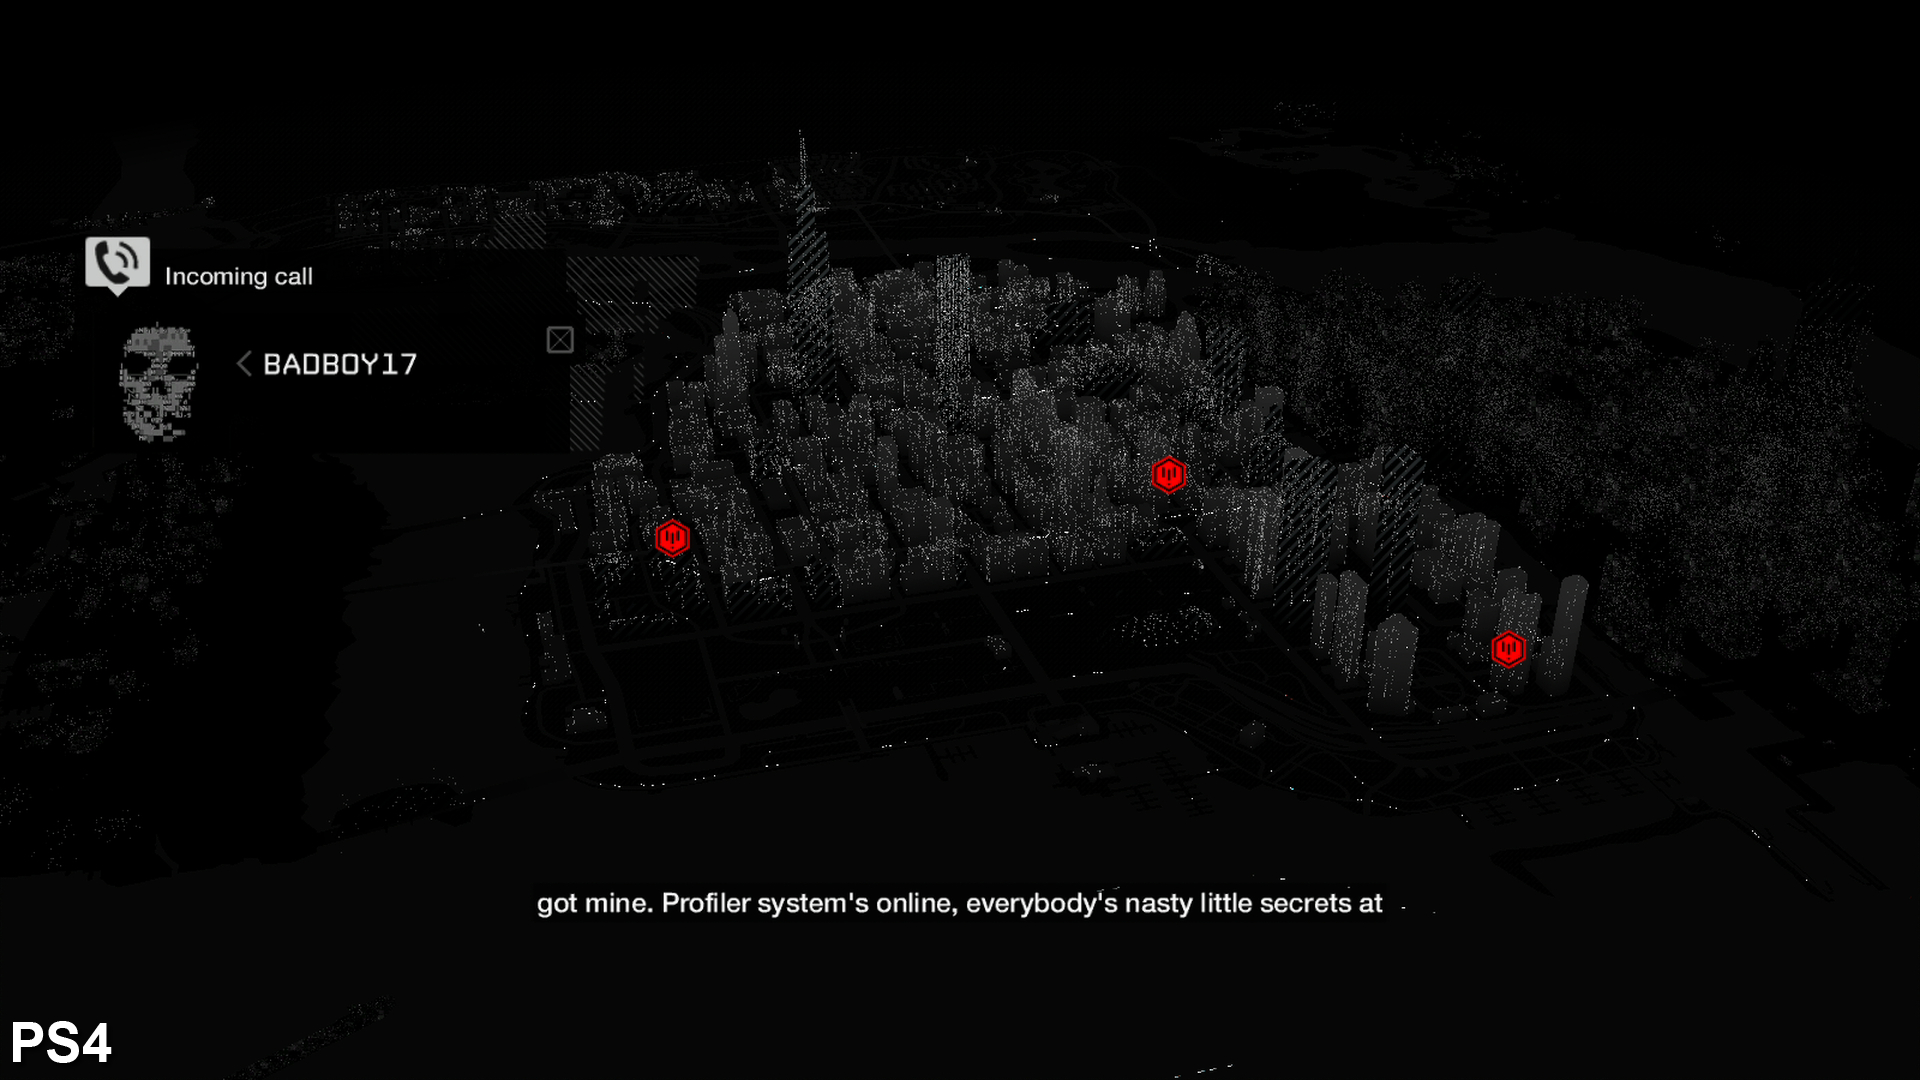 Incoming call
BADBOY17
got mine. Profiler system's online, everybody's nasty little secrets at
PS4